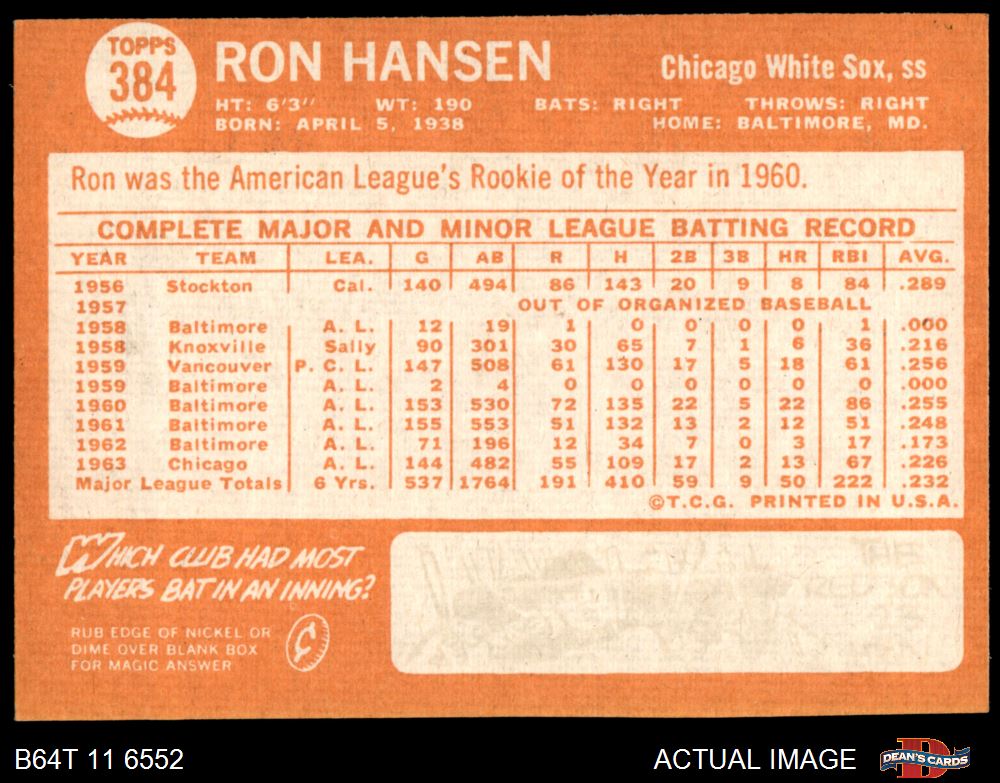 TOPPS
384
RON HANSEN
Chicago White Sox, ss
HT: 6'3" WT: 190 BATS: RIGHT THROWS: RIGHT
BORN: APRIL 5, 1938 HOME: BALTIMORE, MD.
Ron was the American League's Rookie of the Year in 1960.
COMPLETE MAJOR AND MINOR LEAGUE BATTING RECORD
YEAR TEAM LEA. G AB R H 2B 3B HR RBI AVG.
1956 Stockton Cal. 140 494 86 143 20 9 8 84 .289
1957 OUT OF ORGANIZED BASEBALL
1958 Baltimore A. L. 12 19 1 0 0 0 0 1 .000
1958 Knoxville Sally 90 301 30 65 7 1 6 36 .216
1959 Vancouver P. C. L. 147 508 61 130 17 5 18 61 .256
1959 Baltimore A. L. 2 4 0 0 0 0 0 0 .000
1960 Baltimore A. L. 153 530 72 135 22 5 22 86 .255
1961 Baltimore A. L. 155 553 51 132 13 2 12 51 .248
1962 Baltimore A. L. 71 196 12 34 7 0 3 17 .173
1963 Chicago A. L. 144 482 55 109 17 2 13 67 .226
Major League Totals 6 Yrs. 537 1764 191 410 59 9 50 222 .232
©T.C.G. PRINTED IN U.S.A.
WHICH CLUB HAD MOST
PLAYERS BAT IN AN INNING?
RUB EDGE OF NICKEL OR
DIME OVER BLANK BOX
FOR MAGIC ANSWER
¢
B64T 11 6552
ACTUAL IMAGE
D
DEAN'S CARDS